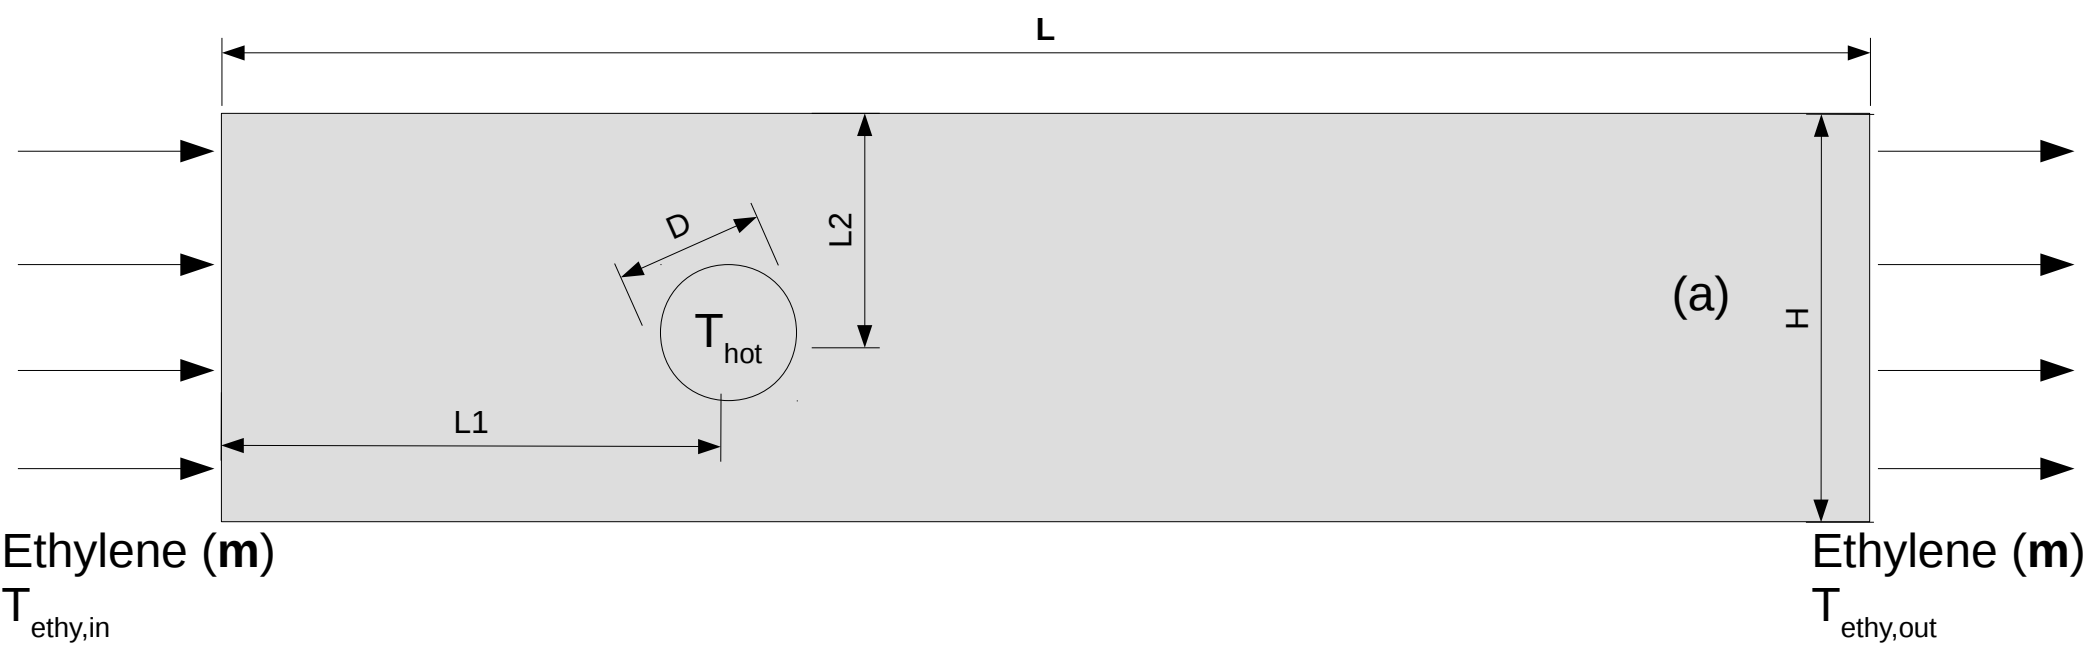 L
D
L2
T
hot
(a)
H
L1
Ethylene (m)
T
ethy,in
Ethylene (m)
T
ethy,out